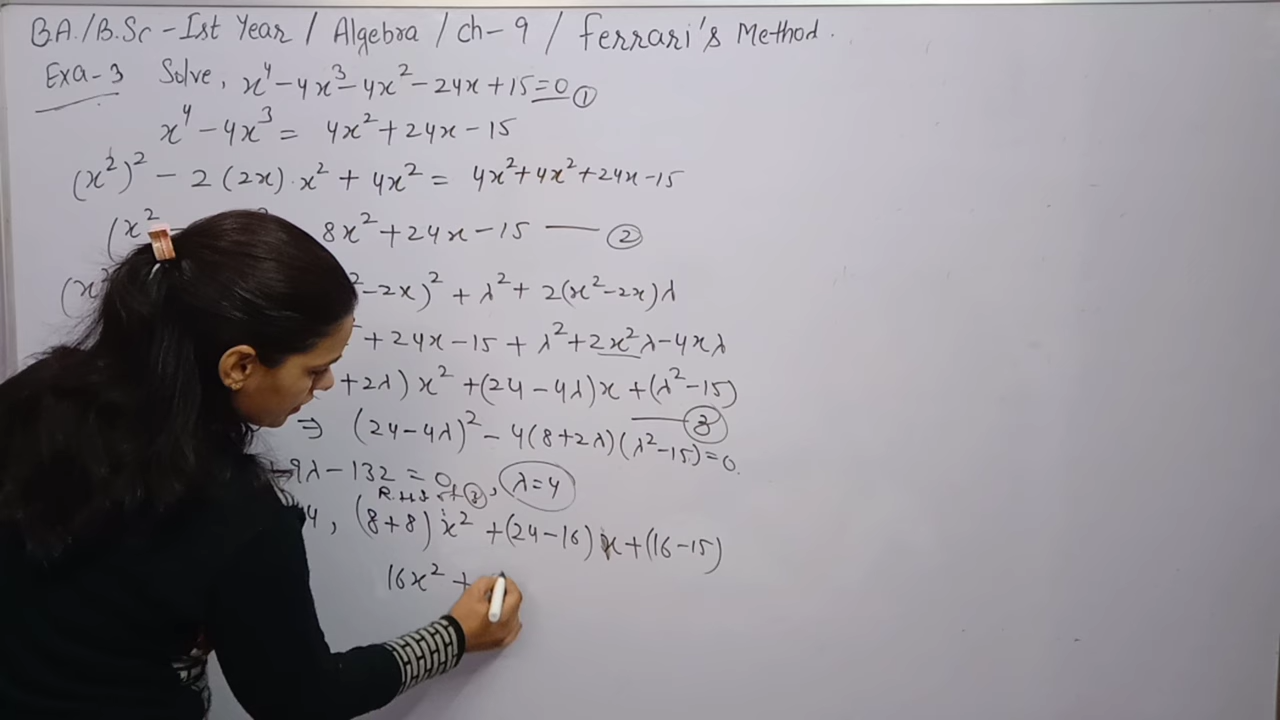 B.A./B.Sc - Ist Year / Algebra / ch-9 / Ferrari's Method.
Exa-3 Solve, x⁴-4x³-4x²-24x+15=0 ①
x⁴-4x³ = 4x²+24x-15
(x²)² - 2(2x).x² + 4x² = 4x²+4x²+24x-15
(x² 8x²+24x-15 — ②
(x² -2x)² + λ² + 2(x²-2x)λ
+24x-15 + λ²+2x²λ-4xλ
+2λ)x² + (24-4λ)x + (λ²-15)
— ③
⇒ (24-4λ)² - 4(8+2λ)(λ²-15)=0.
-9λ-132 = 0, λ=4
R.H.S of ③
4, (8+8)x² + (24-16)x + (16-15)
16x² +